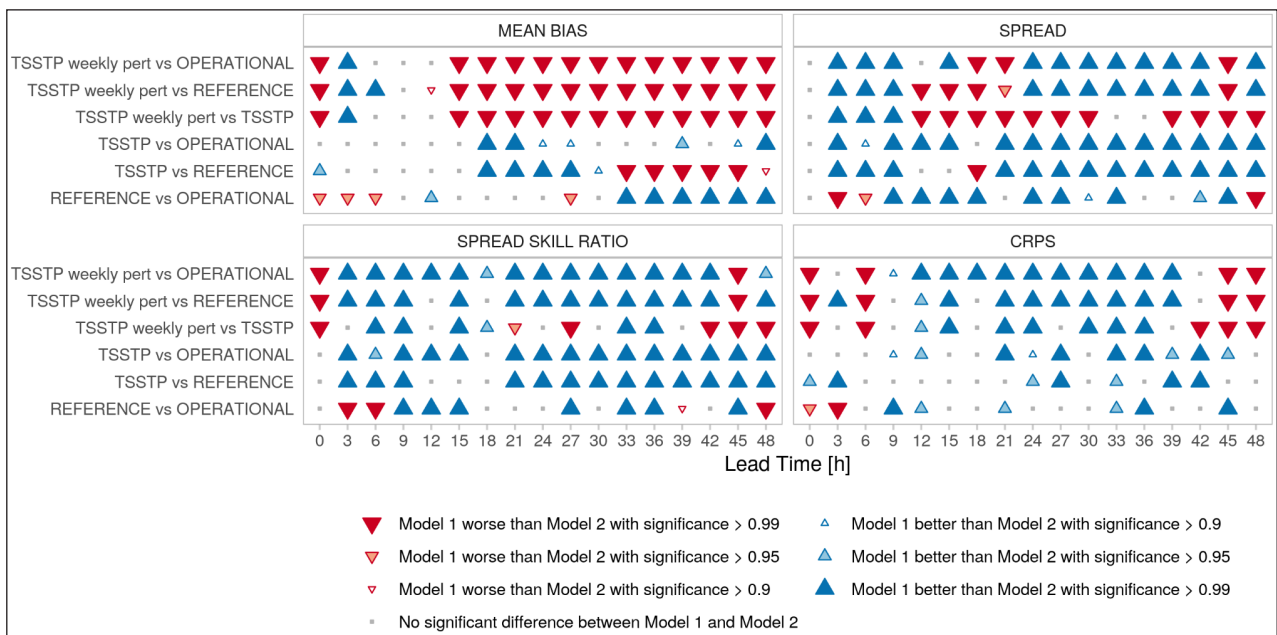 MEAN BIAS
SPREAD
TSSTP weekly pert vs OPERATIONAL
TSSTP weekly pert vs REFERENCE
TSSTP weekly pert vs TSSTP
TSSTP vs OPERATIONAL
TSSTP vs REFERENCE
REFERENCE vs OPERATIONAL
SPREAD SKILL RATIO
CRPS
TSSTP weekly pert vs OPERATIONAL
TSSTP weekly pert vs REFERENCE
TSSTP weekly pert vs TSSTP
TSSTP vs OPERATIONAL
TSSTP vs REFERENCE
REFERENCE vs OPERATIONAL
0 3 6 9 12 15 18 21 24 27 30 33 36 39 42 45 48
0 3 6 9 12 15 18 21 24 27 30 33 36 39 42 45 48
Lead Time [h]
Model 1 worse than Model 2 with significance > 0.99
Model 1 worse than Model 2 with significance > 0.95
Model 1 worse than Model 2 with significance > 0.9
No significant difference between Model 1 and Model 2
Model 1 better than Model 2 with significance > 0.9
Model 1 better than Model 2 with significance > 0.95
Model 1 better than Model 2 with significance > 0.99